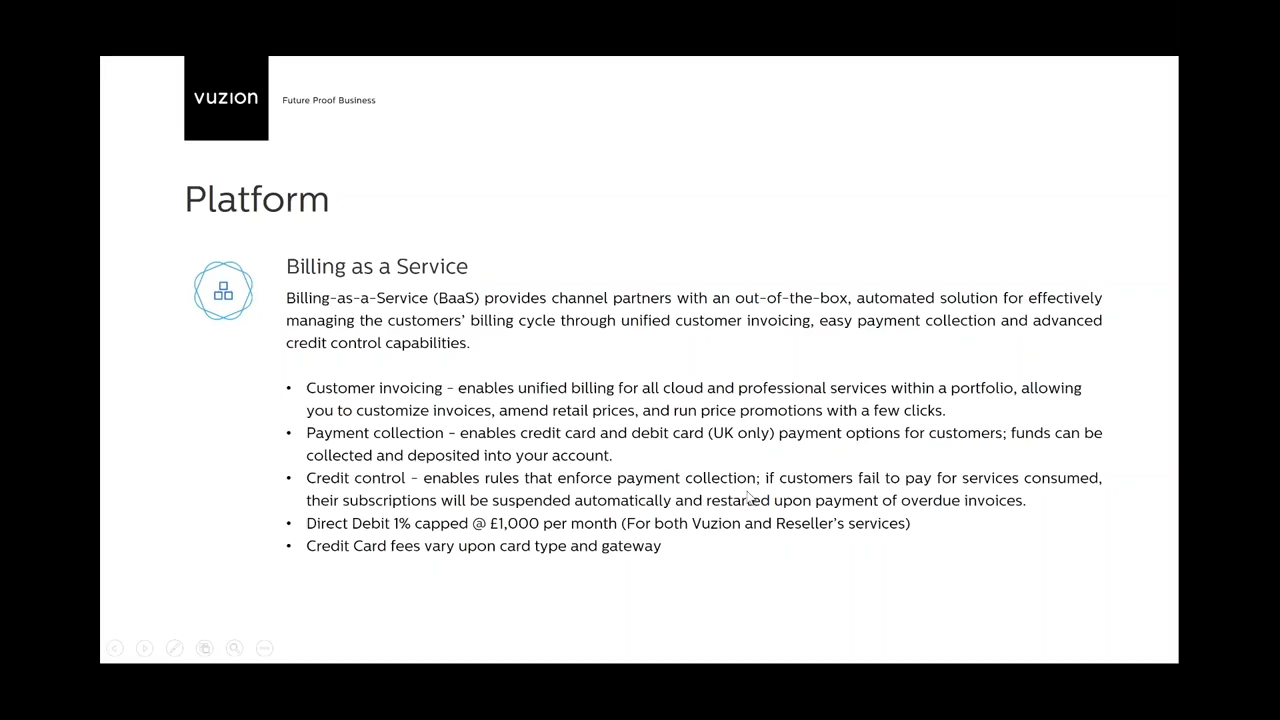 vuzion
Future Proof Business
Platform
Billing as a Service
Billing-as-a-Service (BaaS) provides channel partners with an out-of-the-box, automated solution for effectively
managing the customers' billing cycle through unified customer invoicing, easy payment collection and advanced
credit control capabilities.
• Customer invoicing - enables unified billing for all cloud and professional services within a portfolio, allowing
you to customize invoices, amend retail prices, and run price promotions with a few clicks.
• Payment collection - enables credit card and debit card (UK only) payment options for customers; funds can be
collected and deposited into your account.
• Credit control - enables rules that enforce payment collection; if customers fail to pay for services consumed,
their subscriptions will be suspended automatically and restarted upon payment of overdue invoices.
• Direct Debit 1% capped @ £1,000 per month (For both Vuzion and Reseller's services)
• Credit Card fees vary upon card type and gateway